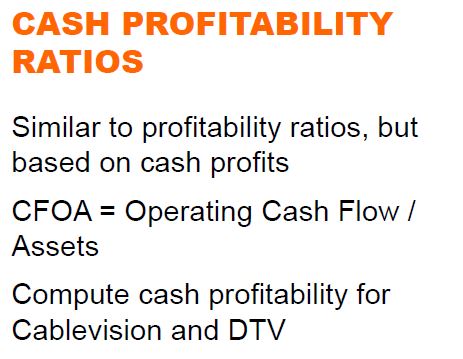 CASH PROFITABILITY
RATIOS
Similar to profitability ratios, but
based on cash profits
CFOA = Operating Cash Flow /
Assets
Compute cash profitability for
Cablevision and DTV